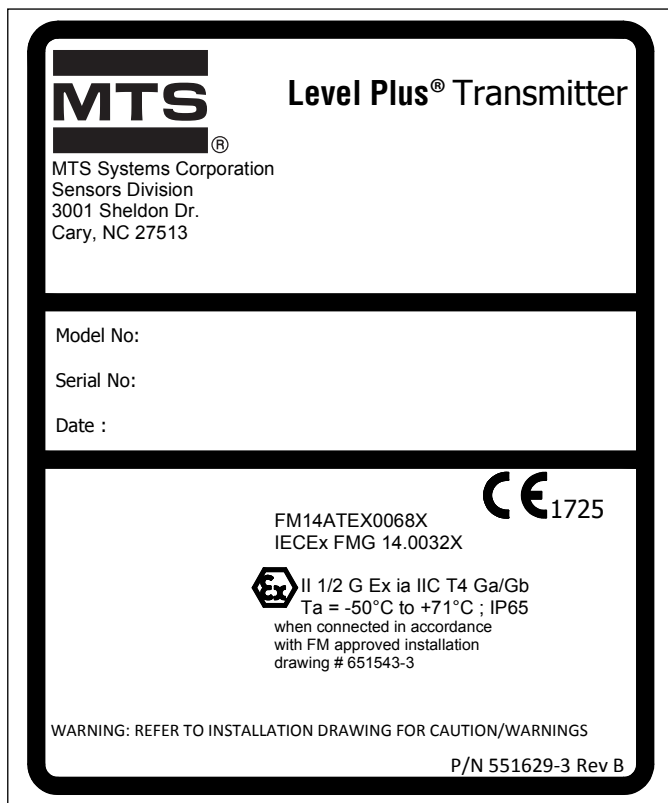 MTS
®
Level Plus® Transmitter
MTS Systems Corporation
Sensors Division
3001 Sheldon Dr.
Cary, NC 27513
Model No:
Serial No:
Date :
CE 1725
FM14ATEX0068X
IECEx FMG 14.0032X
Ex II 1/2 G Ex ia IIC T4 Ga/Gb
Ta = -50°C to +71°C ; IP65
when connected in accordance
with FM approved installation
drawing # 651543-3
WARNING: REFER TO INSTALLATION DRAWING FOR CAUTION/WARNINGS
P/N 551629-3 Rev B